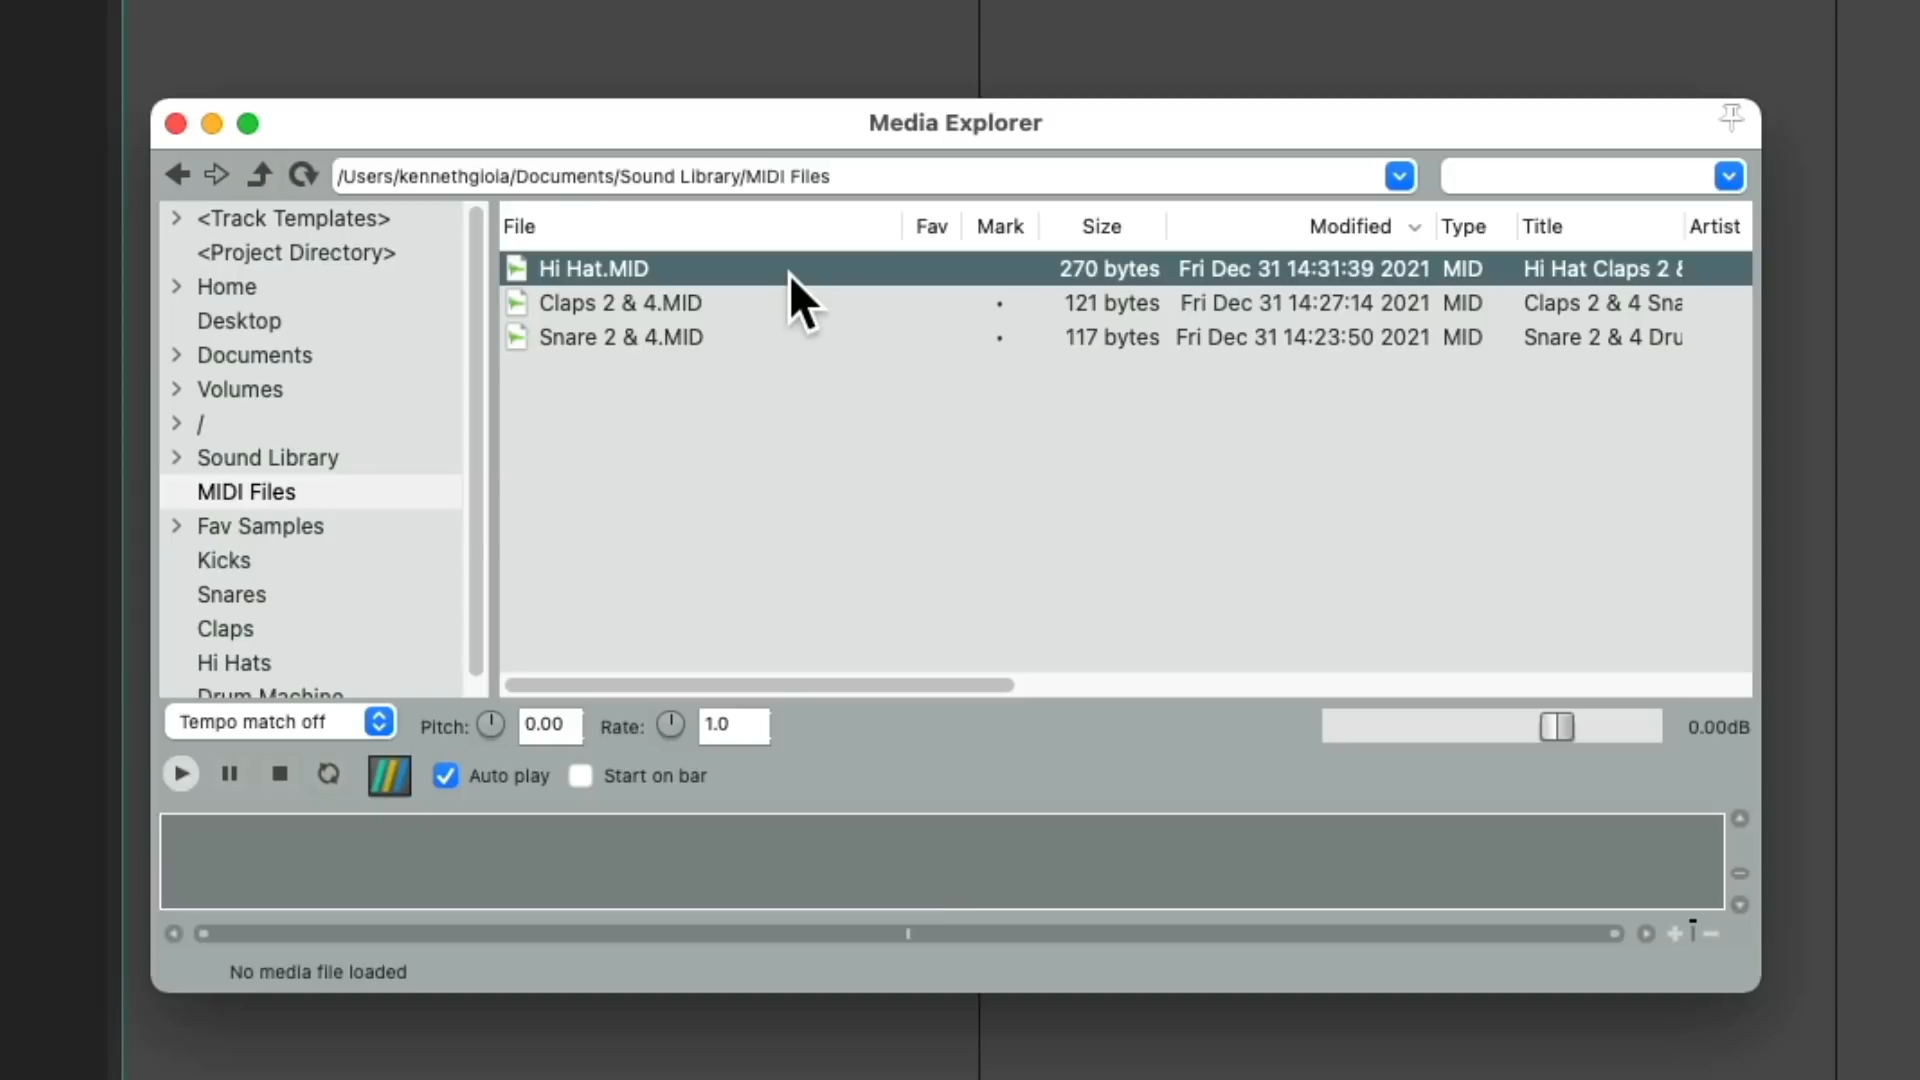 Media Explorer
/Users/kennethgioia/Documents/Sound Library/MIDI Files
<Track Templates>
<Project Directory>
Home
Desktop
Documents
Volumes
/
Sound Library
MIDI Files
Fav Samples
Kicks
Snares
Claps
Hi Hats
Drum Machine
File Fav Mark Size Modified Type Title Artist
Hi Hat.MID 270 bytes Fri Dec 31 14:31:39 2021 MID Hi Hat Claps 2 &
Claps 2 & 4.MID • 121 bytes Fri Dec 31 14:27:14 2021 MID Claps 2 & 4 Sna
Snare 2 & 4.MID • 117 bytes Fri Dec 31 14:23:50 2021 MID Snare 2 & 4 Dru
Tempo match off Pitch: 0.00 Rate: 1.0 0.00dB
Auto play Start on bar
No media file loaded